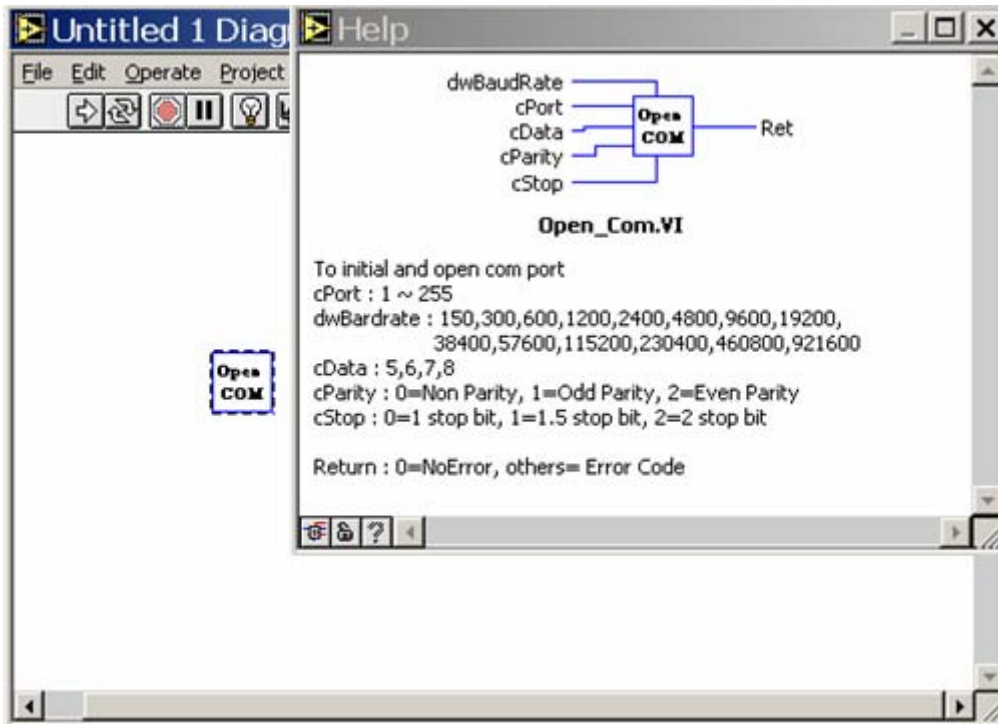 Untitled 1 Diag
File Edit Operate Project
Help
dwBaudRate
cPort
cData
cParity
cStop
Open
COM
Ret
Open_Com.VI
To initial and open com port
cPort : 1 ~ 255
dwBardrate : 150,300,600,1200,2400,4800,9600,19200,
38400,57600,115200,230400,460800,921600
cData : 5,6,7,8
cParity : 0=Non Parity, 1=Odd Parity, 2=Even Parity
cStop : 0=1 stop bit, 1=1.5 stop bit, 2=2 stop bit
Return : 0=NoError, others= Error Code
?
Open
COM